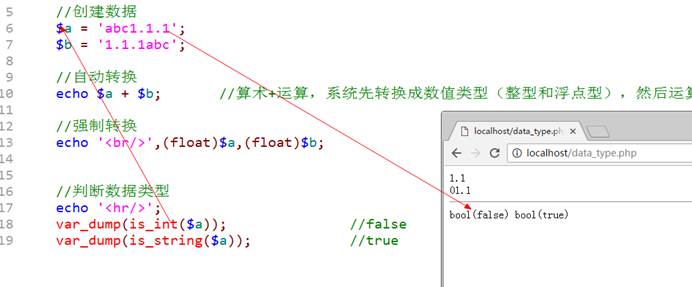 5 //创建数据
6 $a = 'abc1.1.1';
7 $b = '1.1.1abc';
8
9 //自动转换
10 echo $a + $b; //算术+运算，系统先转换成数值类型（整型和浮点型），然后运算
11
12 //强制转换
13 echo '<br/>',(float)$a,(float)$b;
14
15
16 //判断数据类型
17 echo '<hr/>';
18 var_dump(is_int($a)); //false
19 var_dump(is_string($a)); //true
localhost/data_type.php
localhost/data_type.php
1.1
01.1
bool(false) bool(true)